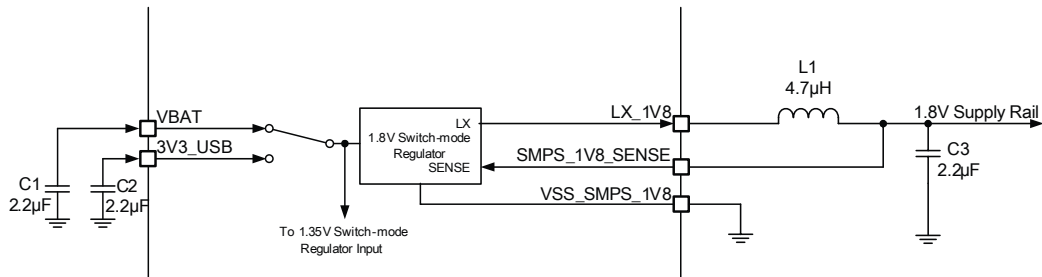 L1
4.7µH
VBAT
LX_1V8
1.8V Supply Rail
LX
1.8V Switch-mode
Regulator
SENSE
3V3_USB
SMPS_1V8_SENSE
C1
2.2µF
C2
2.2µF
C3
2.2µF
VSS_SMPS_1V8
To 1.35V Switch-mode
Regulator Input